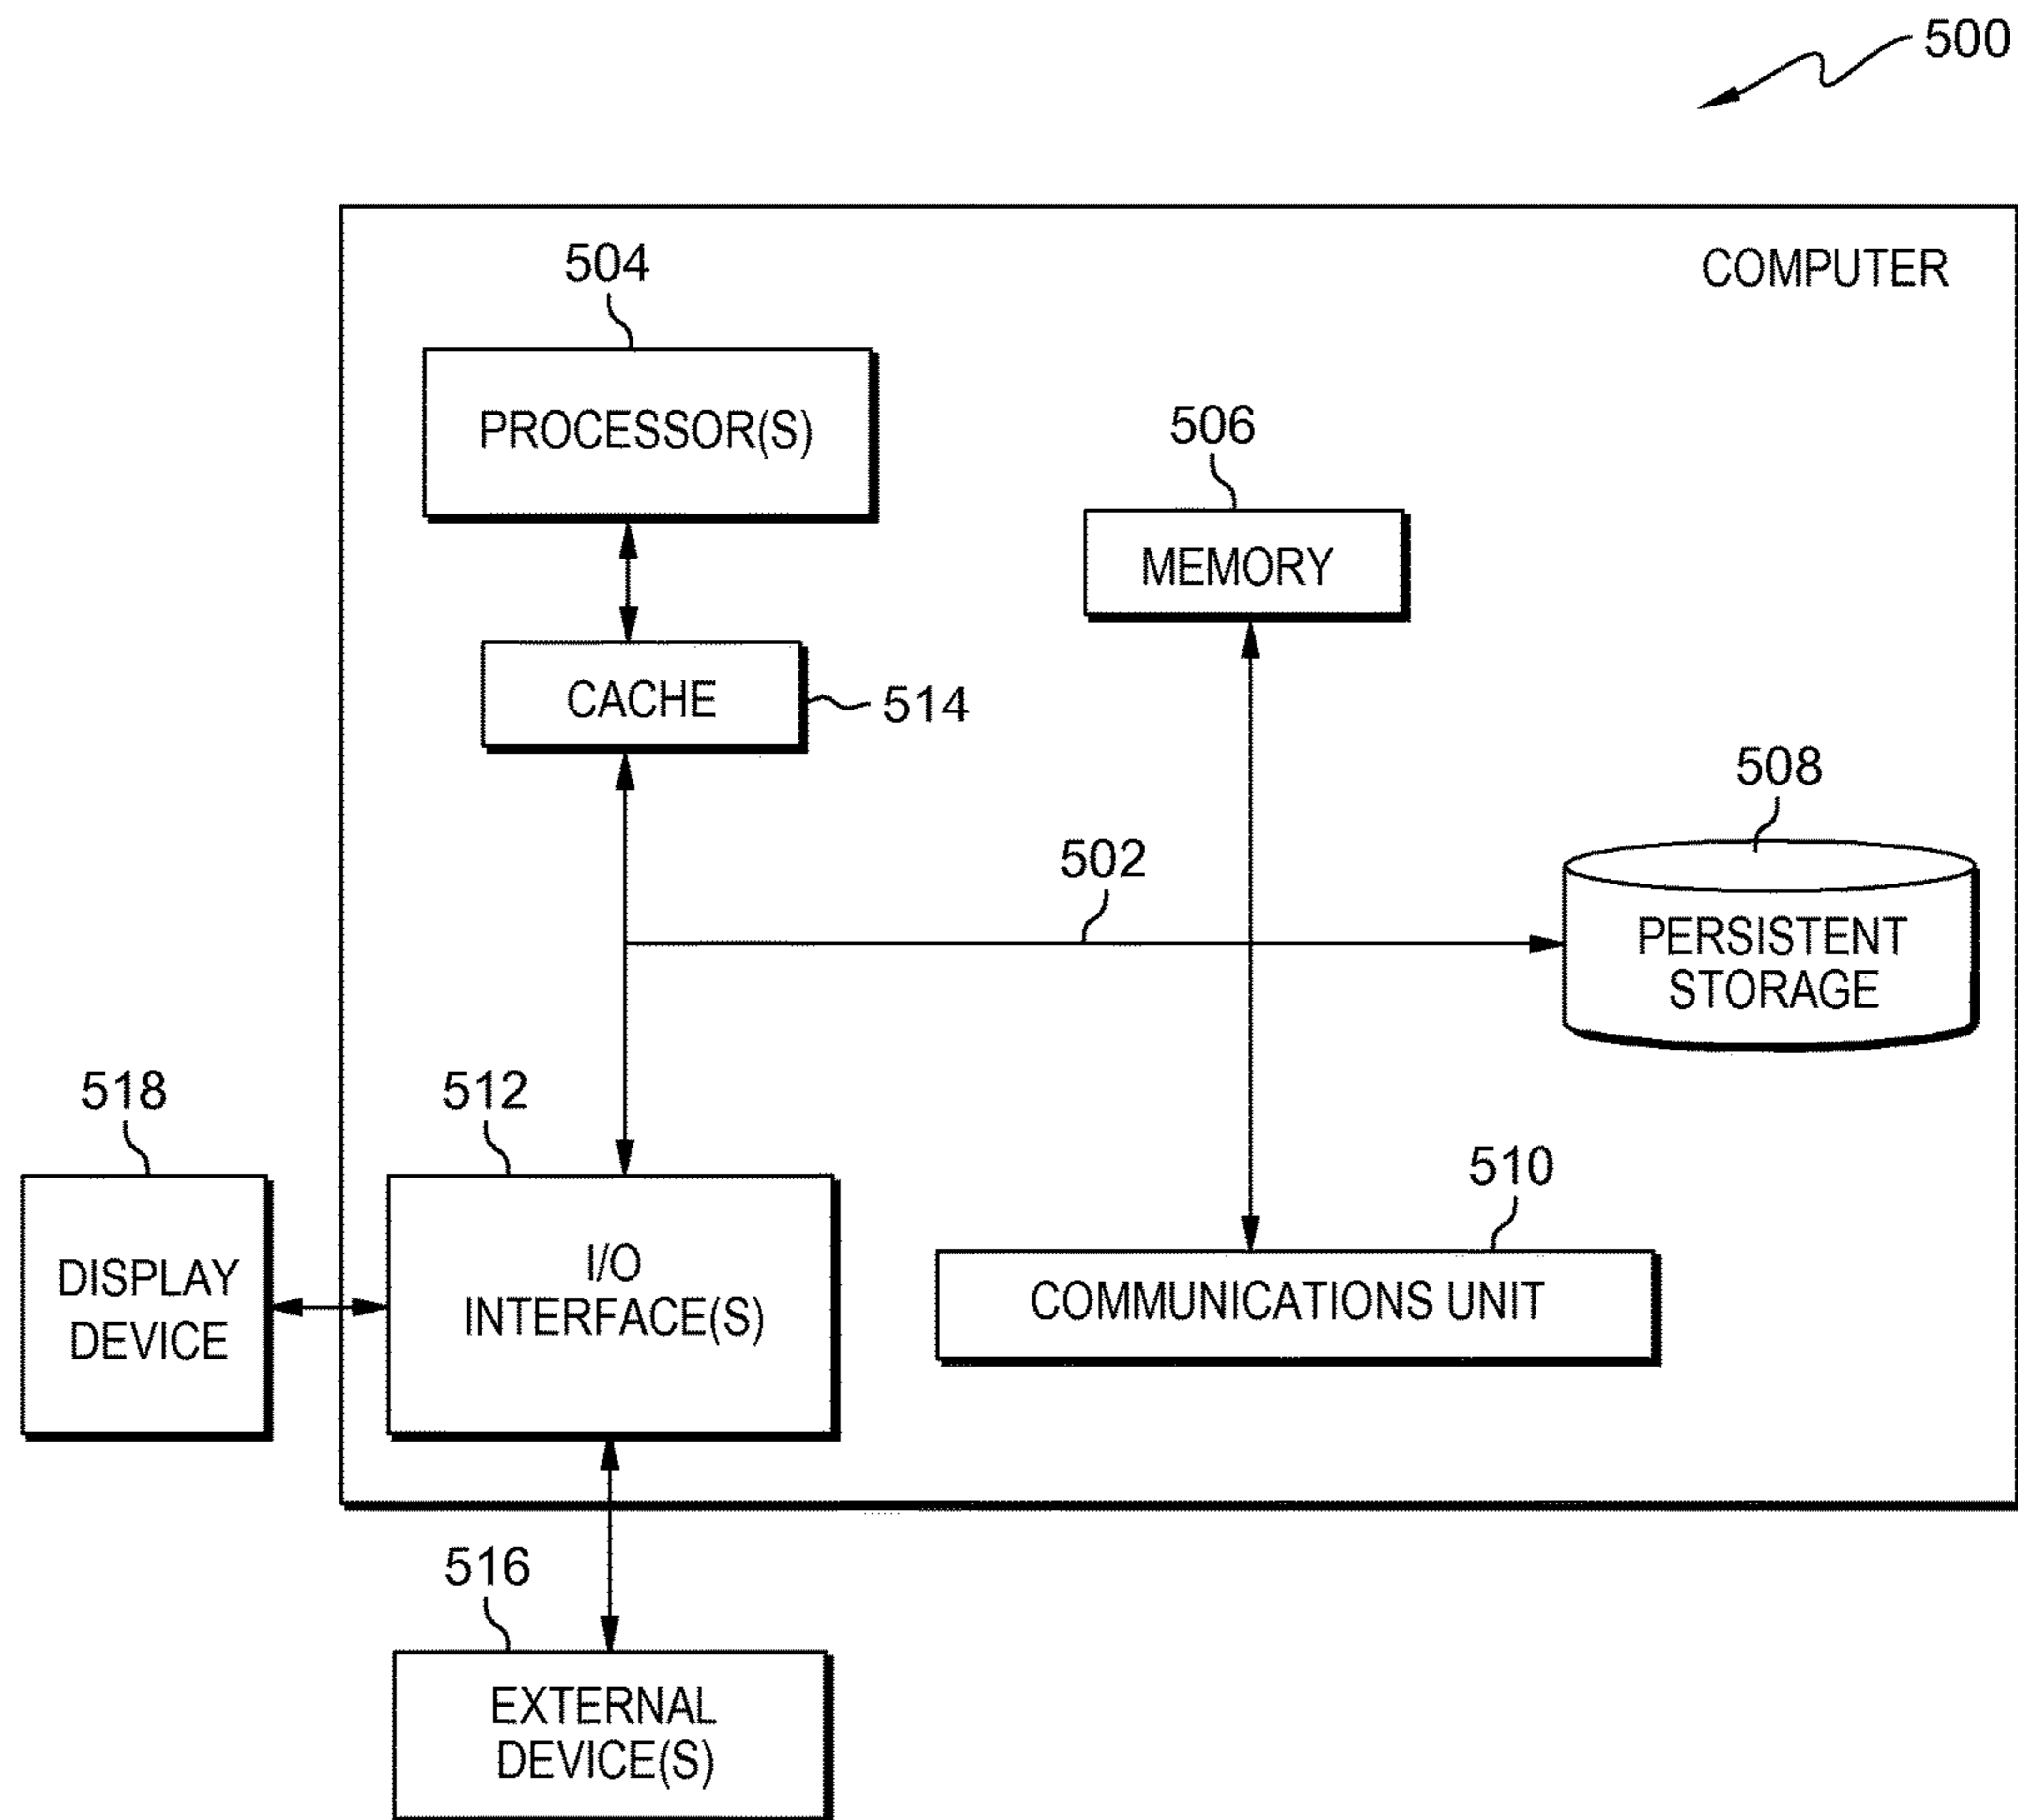 500
COMPUTER
504
PROCESSOR(S)
506
MEMORY
CACHE
514
508
502
PERSISTENT
STORAGE
518
512
510
DISPLAY
DEVICE
I/O
INTERFACE(S)
COMMUNICATIONS UNIT
516
EXTERNAL
DEVICE(S)